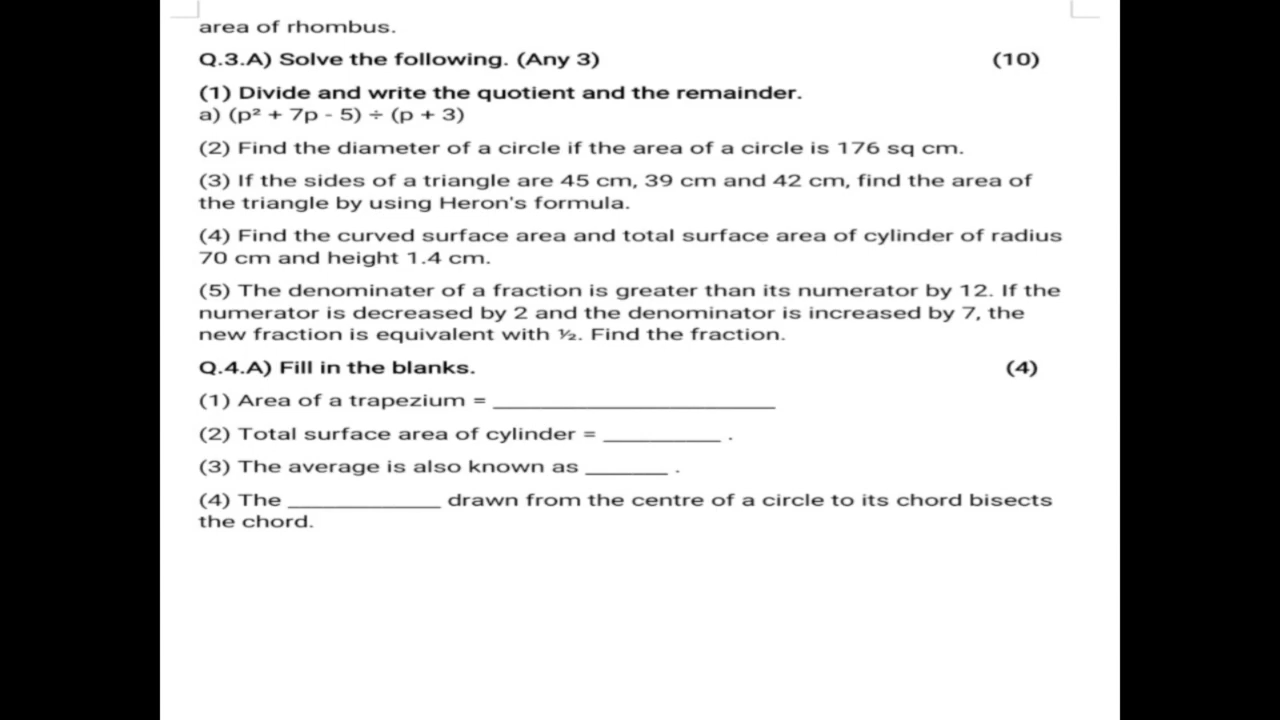 area of rhombus.
Q.3.A) Solve the following. (Any 3) (10)
(1) Divide and write the quotient and the remainder.
a) (p² + 7p - 5) ÷ (p + 3)
(2) Find the diameter of a circle if the area of a circle is 176 sq cm.
(3) If the sides of a triangle are 45 cm, 39 cm and 42 cm, find the area of
the triangle by using Heron's formula.
(4) Find the curved surface area and total surface area of cylinder of radius
70 cm and height 1.4 cm.
(5) The denominater of a fraction is greater than its numerator by 12. If the
numerator is decreased by 2 and the denominator is increased by 7, the
new fraction is equivalent with ½. Find the fraction.
Q.4.A) Fill in the blanks. (4)
(1) Area of a trapezium = ________________________
(2) Total surface area of cylinder = __________ .
(3) The average is also known as _______ .
(4) The _____________ drawn from the centre of a circle to its chord bisects
the chord.